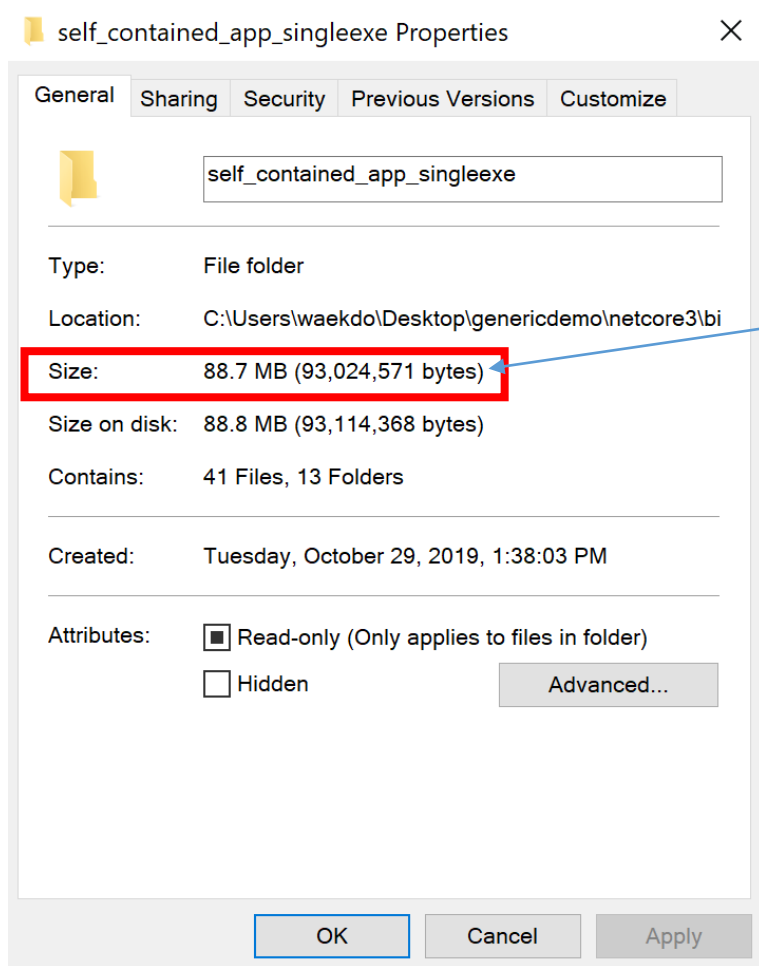 self_contained_app_singleexe Properties
General Sharing Security Previous Versions Customize
self_contained_app_singleexe
Type: File folder
Location: C:\Users\waekdo\Desktop\genericdemo\netcore3\bi
Size: 88.7 MB (93,024,571 bytes)
Size on disk: 88.8 MB (93,114,368 bytes)
Contains: 41 Files, 13 Folders
Created: Tuesday, October 29, 2019, 1:38:03 PM
Attributes: Read-only (Only applies to files in folder)
Hidden Advanced...
OK Cancel Apply